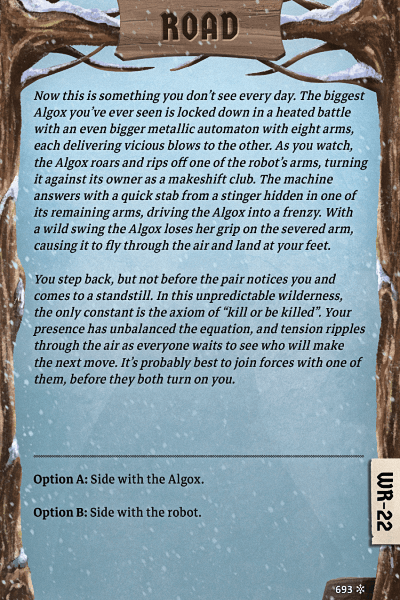 ROAD
Now this is something you don't see every day. The biggest
Algox you've ever seen is locked down in a heated battle
with an even bigger metallic automaton with eight arms,
each delivering vicious blows to the other. As you watch,
the Algox roars and rips off one of the robot's arms, turning
it against its owner as a makeshift club. The machine
answers with a quick stab from a stinger hidden in one of
its remaining arms, driving the Algox into a frenzy. With
a wild swing the Algox loses her grip on the severed arm,
causing it to fly through the air and land at your feet.
You step back, but not before the pair notices you and
comes to a standstill. In this unpredictable wilderness,
the only constant is the axiom of “kill or be killed”. Your
presence has unbalanced the equation, and tension ripples
through the air as everyone waits to see who will make
the next move. It's probably best to join forces with one of
them, before they both turn on you.
Option A: Side with the Algox.
Option B: Side with the robot.
WR-22
693